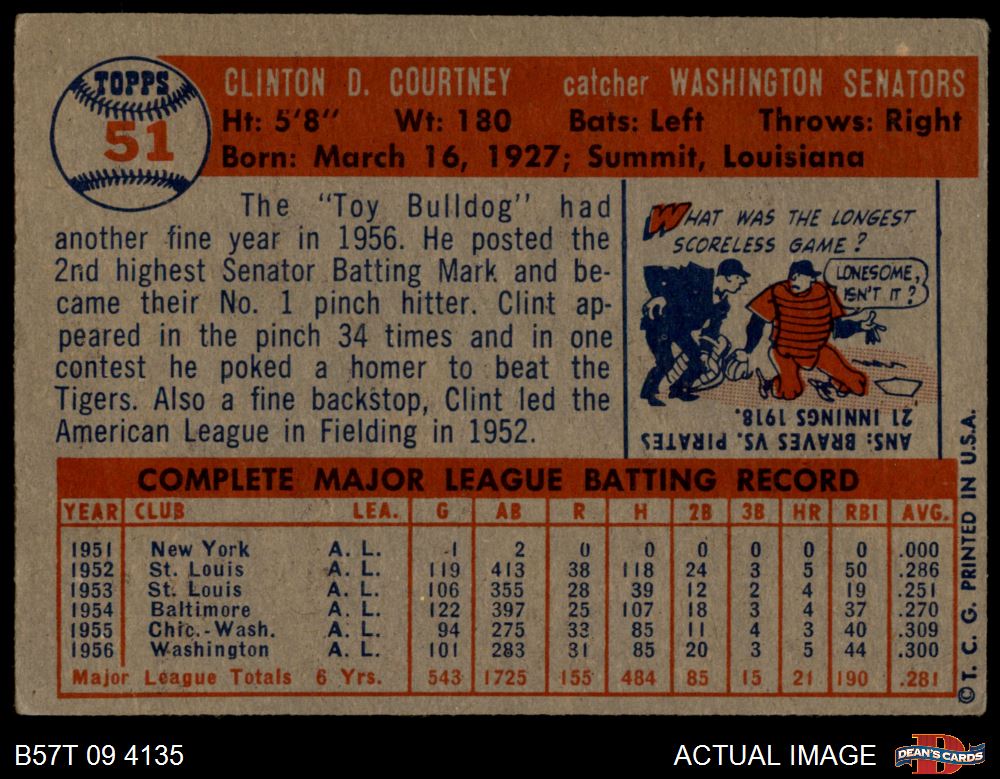 TOPPS
51
CLINTON D. COURTNEY catcher WASHINGTON SENATORS
Ht: 5'8" Wt: 180 Bats: Left Throws: Right
Born: March 16, 1927; Summit, Louisiana
The "Toy Bulldog" had
another fine year in 1956. He posted the
2nd highest Senator Batting Mark and be-
came their No. 1 pinch hitter. Clint ap-
peared in the pinch 34 times and in one
contest he poked a homer to beat the
Tigers. Also a fine backstop, Clint led the
American League in Fielding in 1952.
WHAT WAS THE LONGEST
SCORELESS GAME?
LONESOME,
ISN'T IT?
ANS: BRAVES VS. PIRATES
21 INNINGS 1918.
COMPLETE MAJOR LEAGUE BATTING RECORD
YEAR CLUB LEA. G AB R H 2B 3B HR RBI AVG.
1951 New York A. L. 1 2 0 0 0 0 0 0 .000
1952 St. Louis A. L. 119 413 38 118 24 3 5 50 .286
1953 St. Louis A. L. 106 355 28 39 12 2 4 19 .251
1954 Baltimore A. L. 122 397 25 107 18 3 4 37 .270
1955 Chic.-Wash. A. L. 94 275 33 85 11 4 3 40 .309
1956 Washington A. L. 101 283 31 85 20 3 5 44 .300
Major League Totals 6 Yrs. 543 1725 155 484 85 15 21 190 .281
© T. C. G. PRINTED IN U.S.A.
B57T 09 4135
ACTUAL IMAGE
DEAN'S CARDS